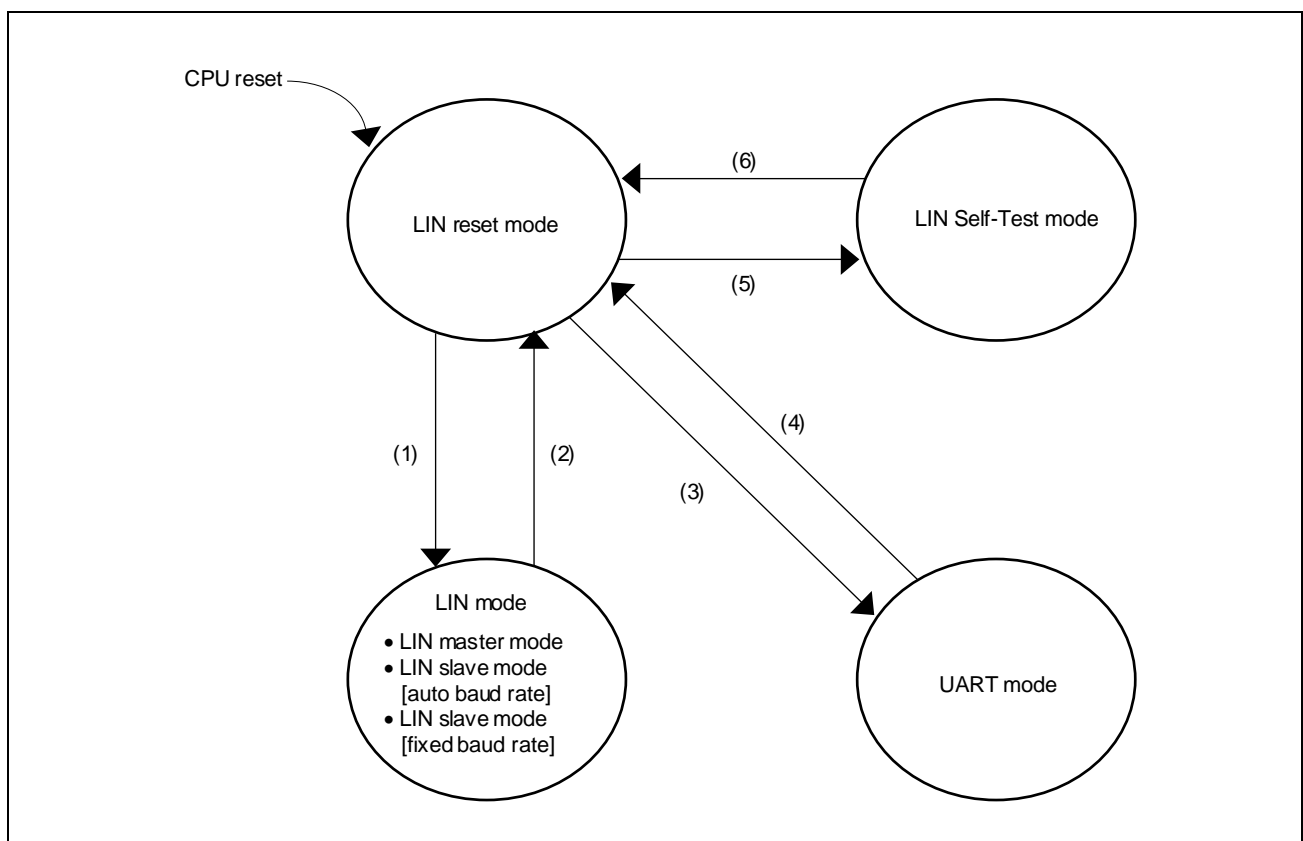 CPU reset
(6)
LIN reset mode
LIN Self-Test mode
(5)
(4)
(1)
(2)
(3)
LIN mode
• LIN master mode
• LIN slave mode
[auto baud rate]
• LIN slave mode
[fixed baud rate]
UART mode